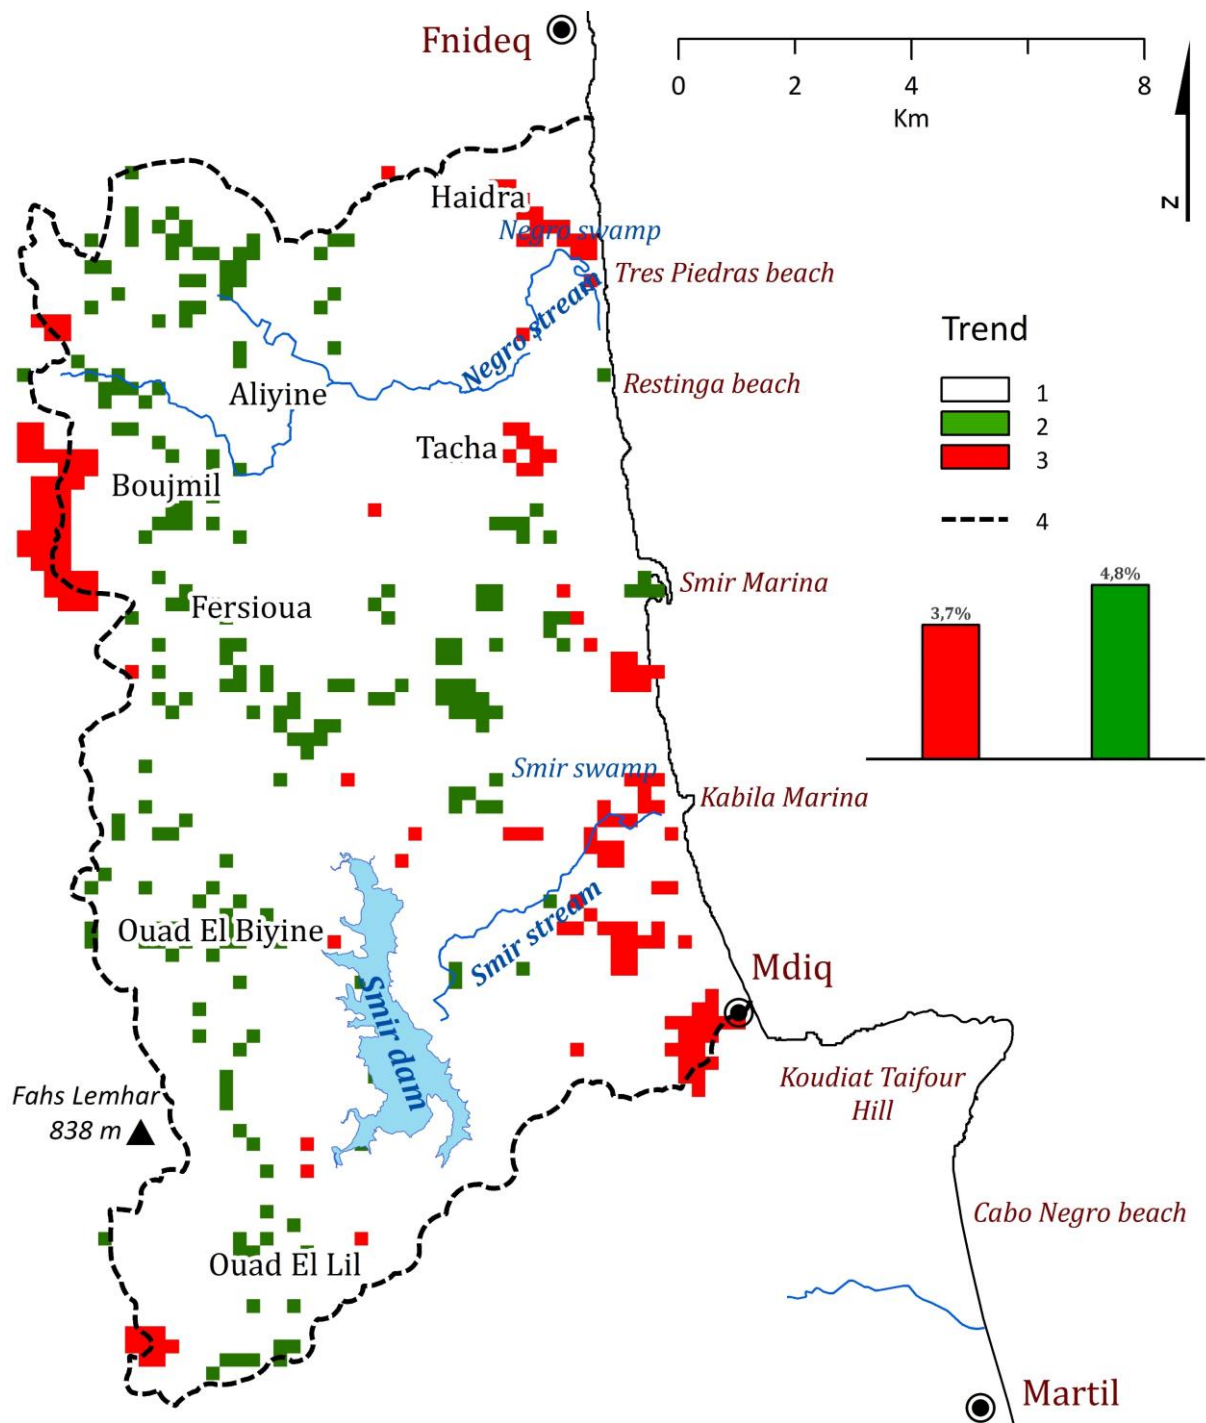 Fnideq
0 2 4 8
Km
N
Haidra
Negro swamp
Tres Piedras beach
Negro stream
Trend
1
2
3
4
Restinga beach
Aliyine
Tacha
Boujmil
Smir Marina
4,8%
3,7%
Fersioua
Smir swamp
Kabila Marina
Ouad El Biyine
Smir stream
Mdiq
Smir dam
Koudiat Taifour
Hill
Fahs Lemhar
838 m
Cabo Negro beach
Ouad El Lil
Martil